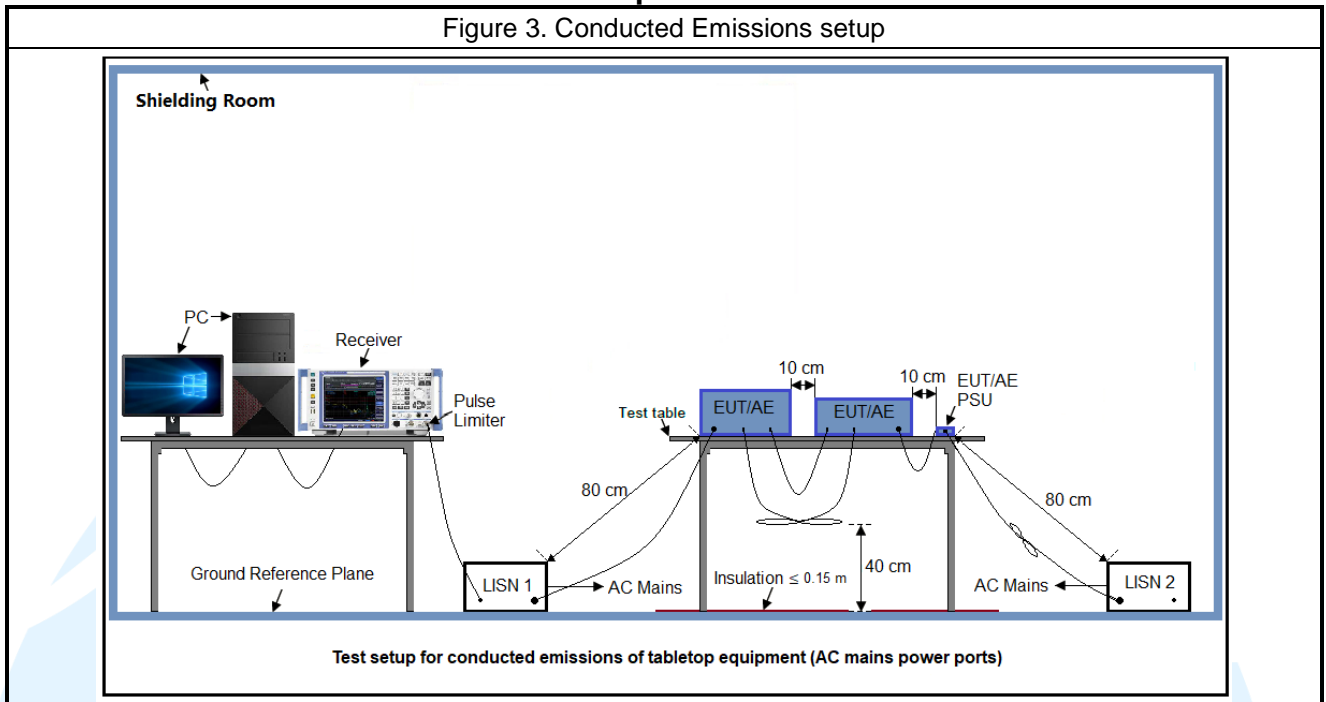 Figure 3. Conducted Emissions setup
Shielding Room
PC
Receiver
Pulse
Limiter
10 cm
10 cm
EUT/AE
PSU
Test table
EUT/AE
EUT/AE
80 cm
80 cm
40 cm
Ground Reference Plane
LISN 1
AC Mains
Insulation ≤ 0.15 m
AC Mains
LISN 2
Test setup for conducted emissions of tabletop equipment (AC mains power ports)